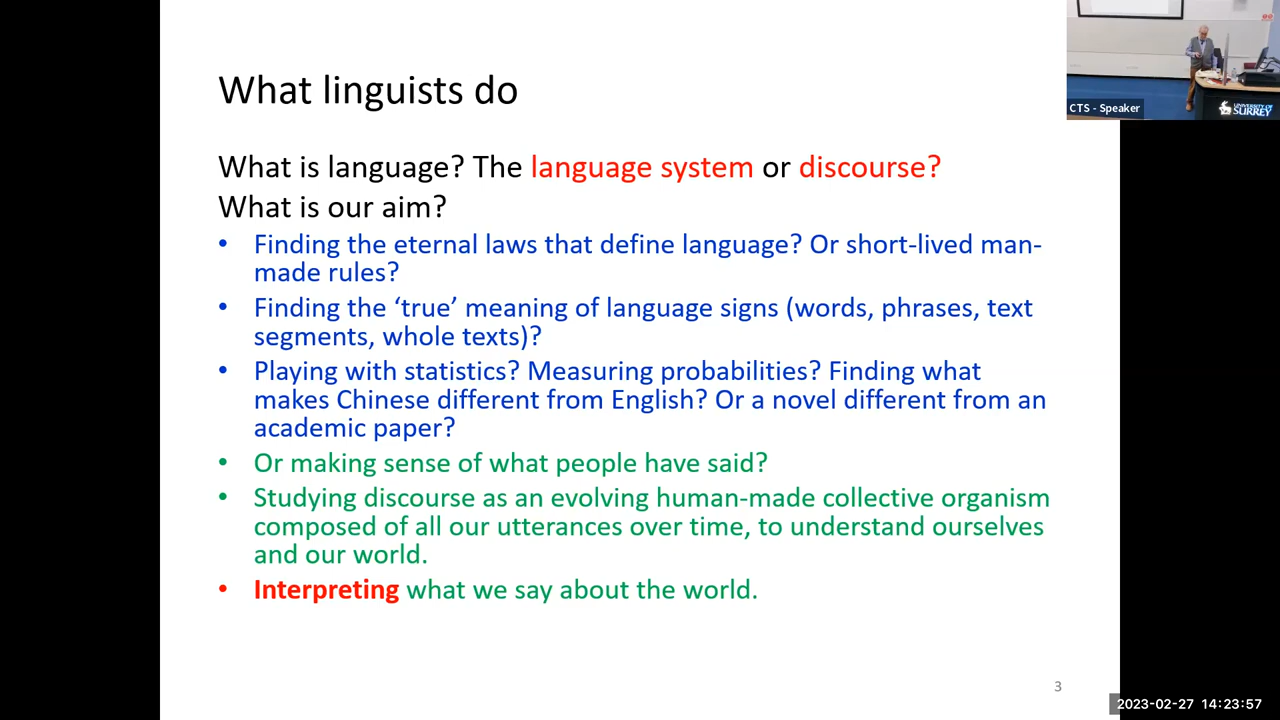 What linguists do
What is language? The language system or discourse?
What is our aim?
• Finding the eternal laws that define language? Or short-lived man-
made rules?
• Finding the ‘true’ meaning of language signs (words, phrases, text
segments, whole texts)?
• Playing with statistics? Measuring probabilities? Finding what
makes Chinese different from English? Or a novel different from an
academic paper?
• Or making sense of what people have said?
• Studying discourse as an evolving human-made collective organism
composed of all our utterances over time, to understand ourselves
and our world.
• Interpreting what we say about the world.
3
CTS - Speaker
UNIVERSITY OF
SURREY
2023-02-27 14:23:57